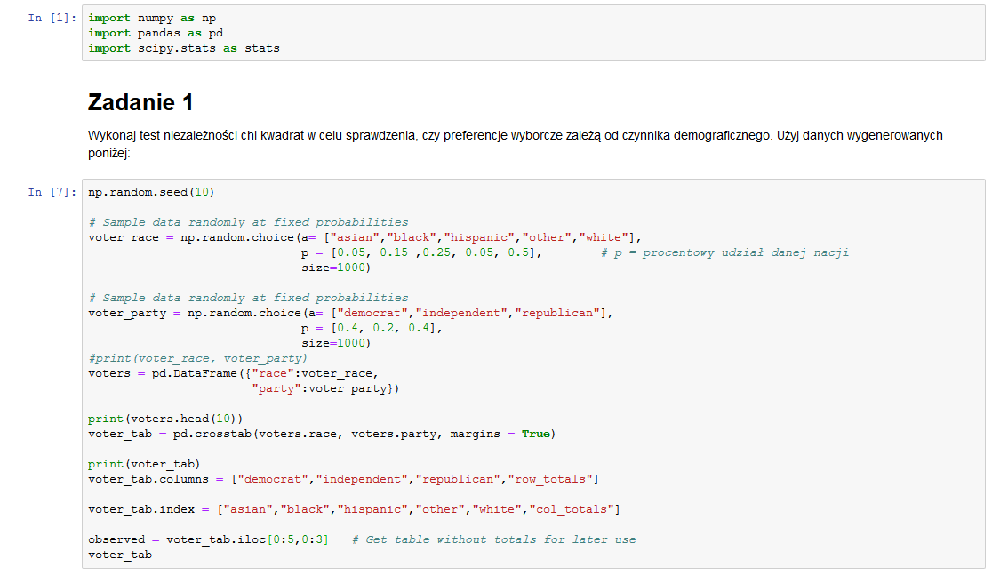 In [1]: import numpy as np
import pandas as pd
import scipy.stats as stats
Zadanie 1
Wykonaj test niezależności chi kwadrat w celu sprawdzenia, czy preferencje wyborcze zależą od czynnika demograficznego. Użyj danych wygenerowanych
poniżej:
In [7]: np.random.seed(10)
# Sample data randomly at fixed probabilities
voter_race = np.random.choice(a= ["asian","black","hispanic","other","white"],
p = [0.05, 0.15 ,0.25, 0.05, 0.5], # p = procentowy udział danej nacji
size=1000)
# Sample data randomly at fixed probabilities
voter_party = np.random.choice(a= ["democrat","independent","republican"],
p = [0.4, 0.2, 0.4],
size=1000)
#print(voter_race, voter_party)
voters = pd.DataFrame({"race":voter_race,
"party":voter_party})
print(voters.head(10))
voter_tab = pd.crosstab(voters.race, voters.party, margins = True)
print(voter_tab)
voter_tab.columns = ["democrat","independent","republican","row_totals"]
voter_tab.index = ["asian","black","hispanic","other","white","col_totals"]
observed = voter_tab.iloc[0:5,0:3] # Get table without totals for later use
voter_tab